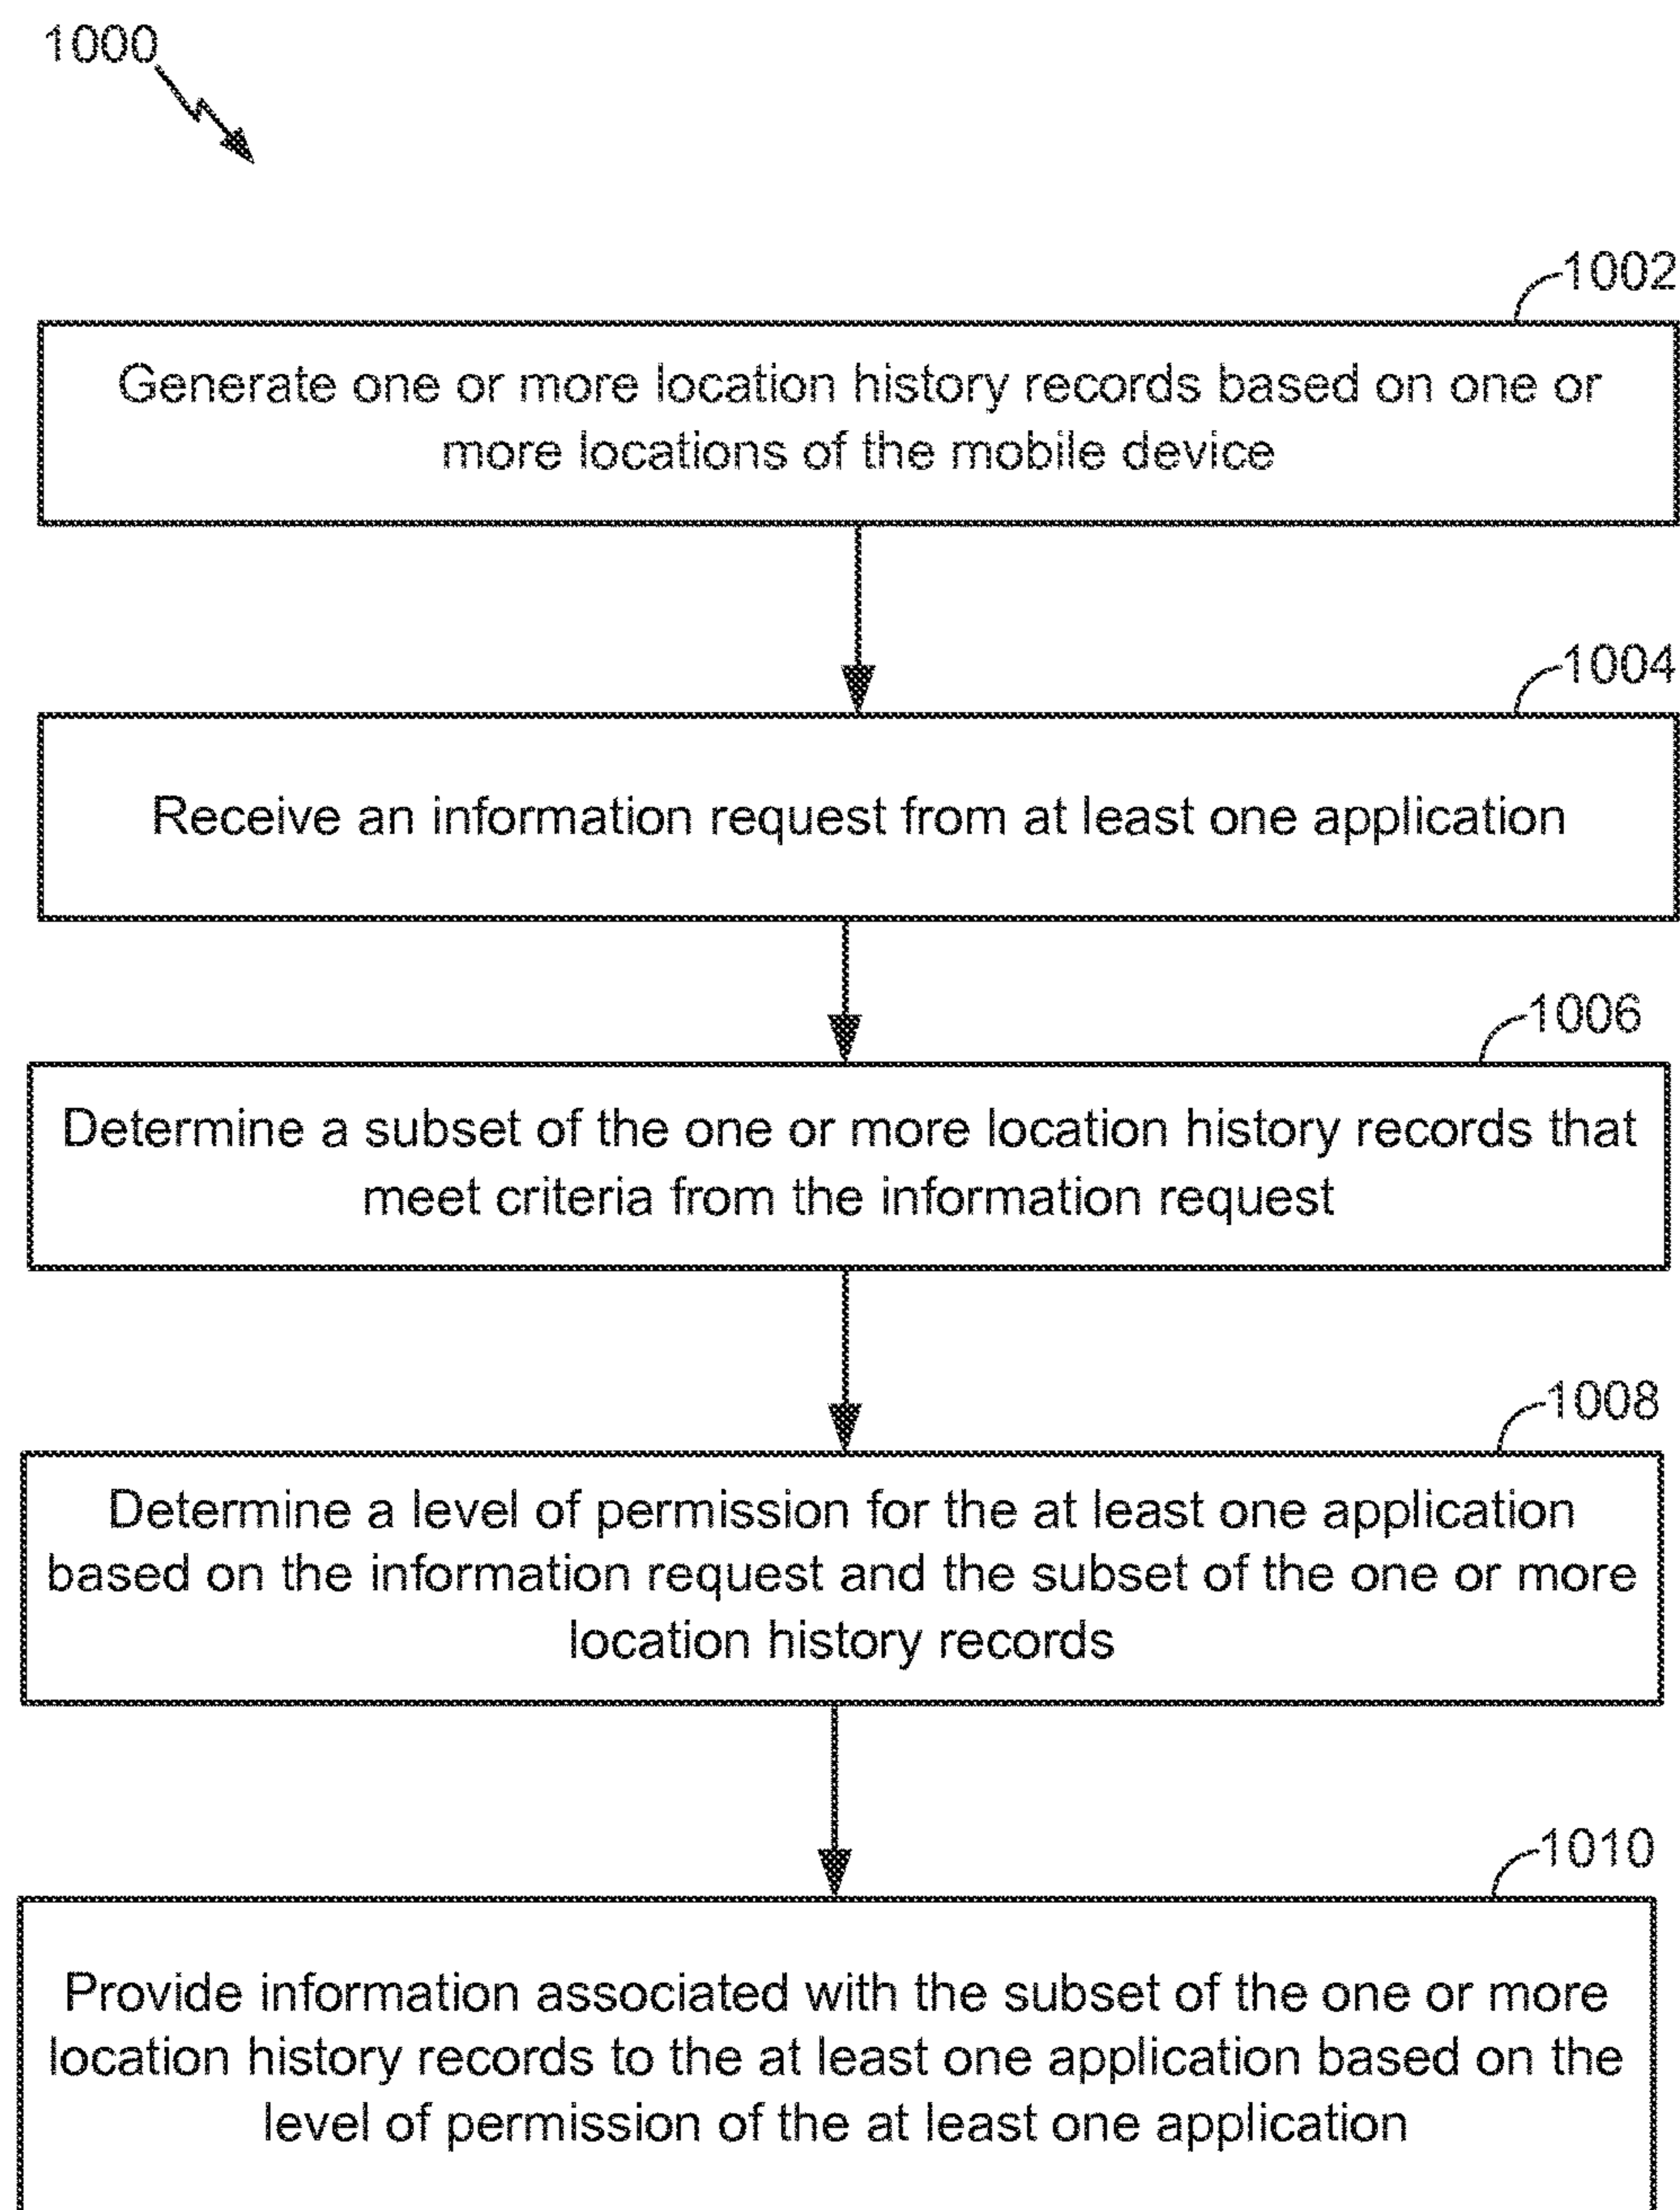 1000
1002
Generate one or more location history records based on one or
more locations of the mobile device
1004
Receive an information request from at least one application
1006
Determine a subset of the one or more location history records that
meet criteria from the information request
1008
Determine a level of permission for the at least one application
based on the information request and the subset of the one or more
location history records
1010
Provide information associated with the subset of the one or more
location history records to the at least one application based on the
level of permission of the at least one application